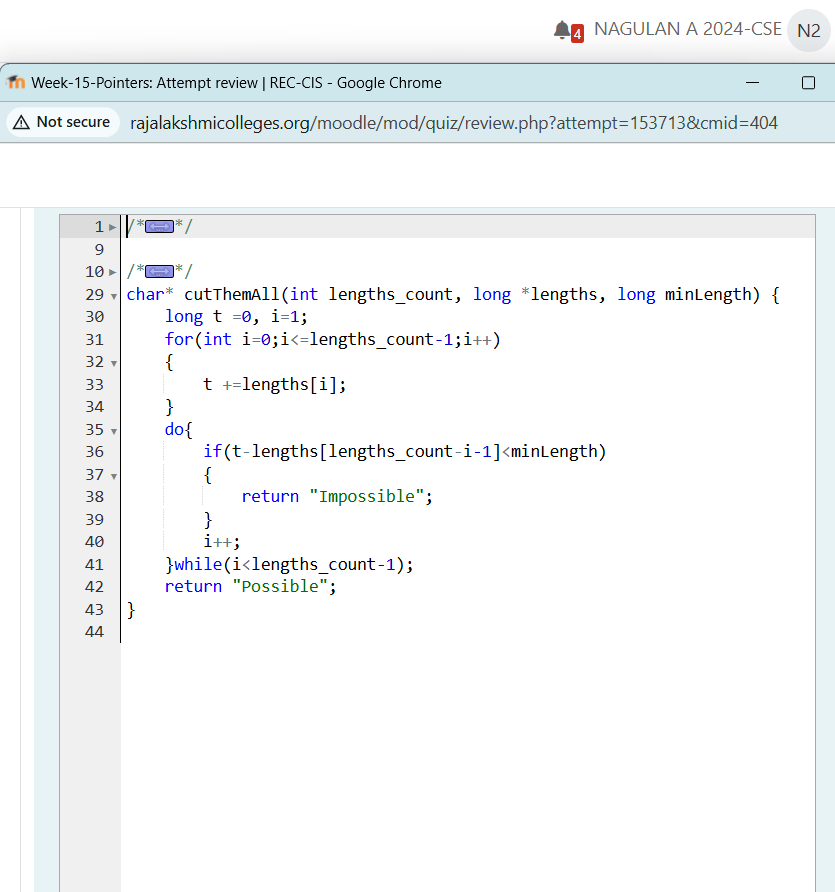 4 NAGULAN A 2024-CSE N2
Week-15-Pointers: Attempt review | REC-CIS - Google Chrome
Not secure rajalakshmicolleges.org/moodle/mod/quiz/review.php?attempt=153713&cmid=404
1 /* */
9
10 /* */
29 char* cutThemAll(int lengths_count, long *lengths, long minLength) {
30 long t =0, i=1;
31 for(int i=0;i<=lengths_count-1;i++)
32 {
33 t +=lengths[i];
34 }
35 do{
36 if(t-lengths[lengths_count-i-1]<minLength)
37 {
38 return "Impossible";
39 }
40 i++;
41 }while(i<lengths_count-1);
42 return "Possible";
43 }
44